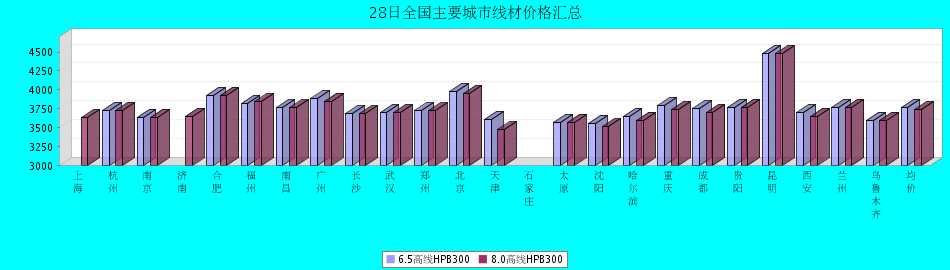 28日全国主要城市线材价格汇总
4500
4250
4000
3750
3500
3250
3000
上海 杭州 南京 济南 合肥 福州 南昌 广州 长沙 武汉 郑州 北京 天津 石家庄 太原 沈阳 哈尔滨 重庆 成都 贵阳 昆明 西安 兰州 乌鲁木齐 均价
6.5高线HPB300 8.0高线HPB300